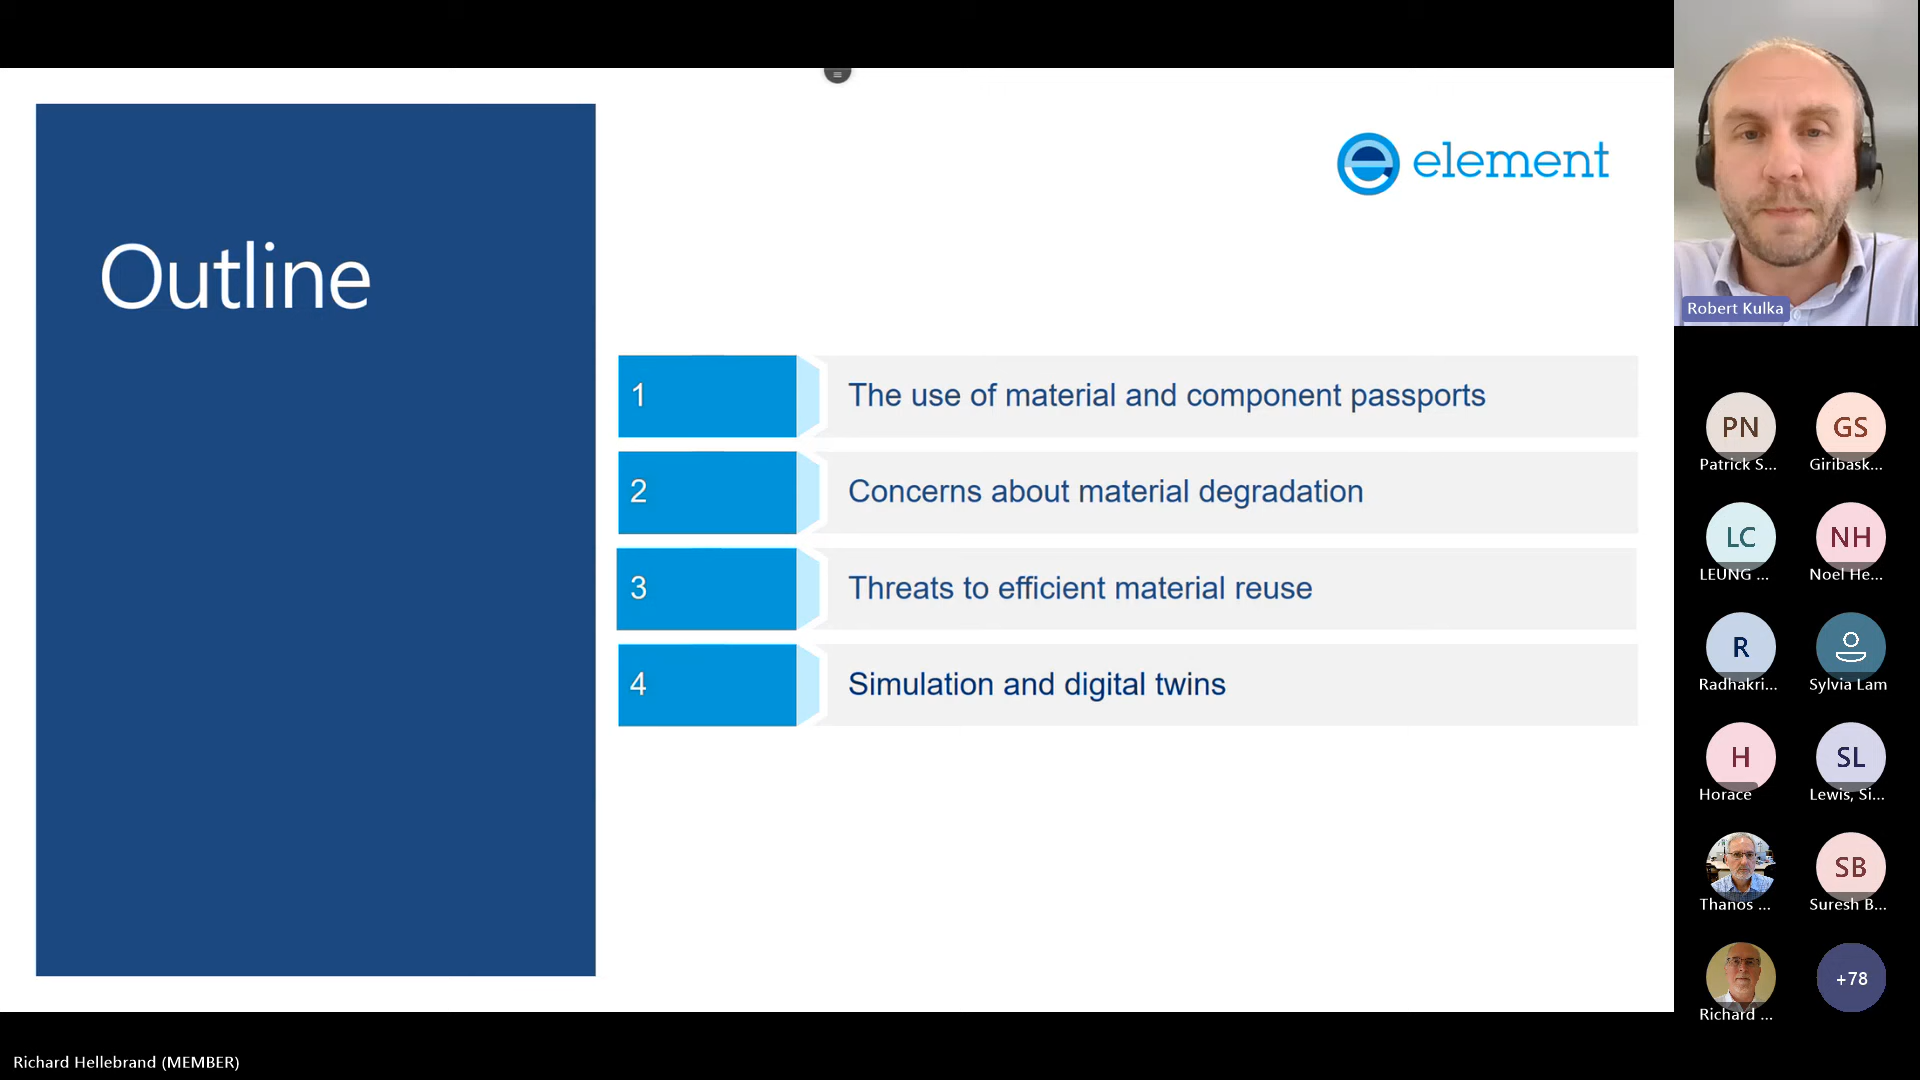 Outline
element
1
The use of material and component passports
2
Concerns about material degradation
3
Threats to efficient material reuse
4
Simulation and digital twins
Robert Kulka
PN
Patrick S...
GS
Giribask...
LC
LEUNG ...
NH
Noel He...
R
Radhakri...
Sylvia Lam
H
Horace
SL
Lewis, Si...
Thanos ...
SB
Suresh B...
Richard ...
+78
Richard Hellebrand (MEMBER)